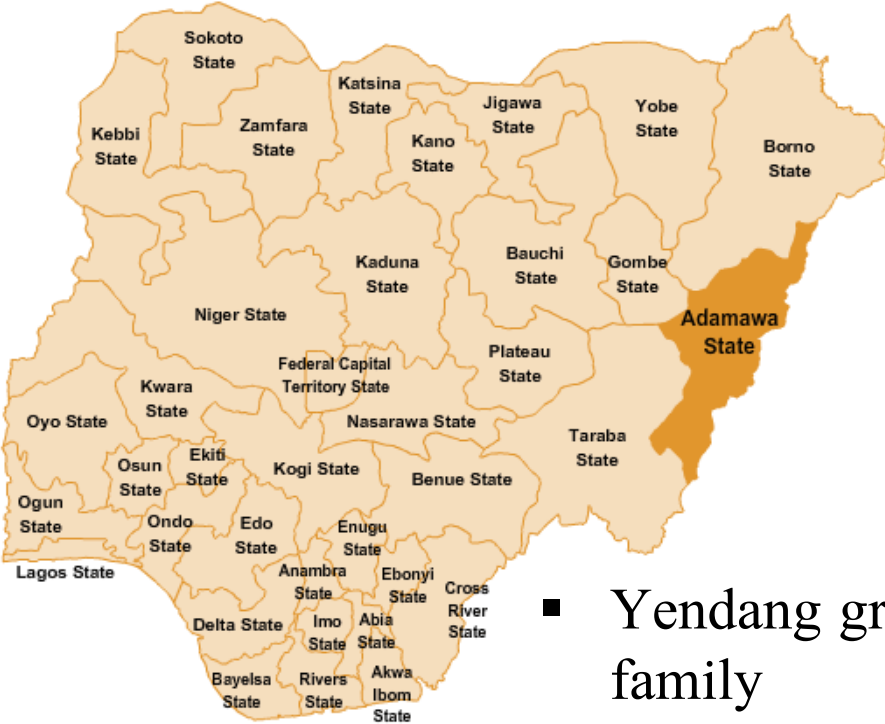 Sokoto
State
Katsina
State
Jigawa
State
Yobe
State
Kebbi
State
Zamfara
State
Kano
State
Borno
State
Kaduna
State
Bauchi
State
Gombe
State
Niger State
Adamawa
State
Federal Capital
Territory State
Plateau
State
Kwara
State
Oyo State
Nasarawa State
Taraba
State
Osun
State
Ekiti
State
Kogi State
Benue State
Ogun
State
Ondo
State
Edo
State
Enugu
State
Lagos State
Anambra
State
Ebonyi
State
Cross
River
State
Delta State
Imo
State
Abia
State
Bayelsa
State
Rivers
State
Akwa
Ibom
State
▪ Yendang gr
family